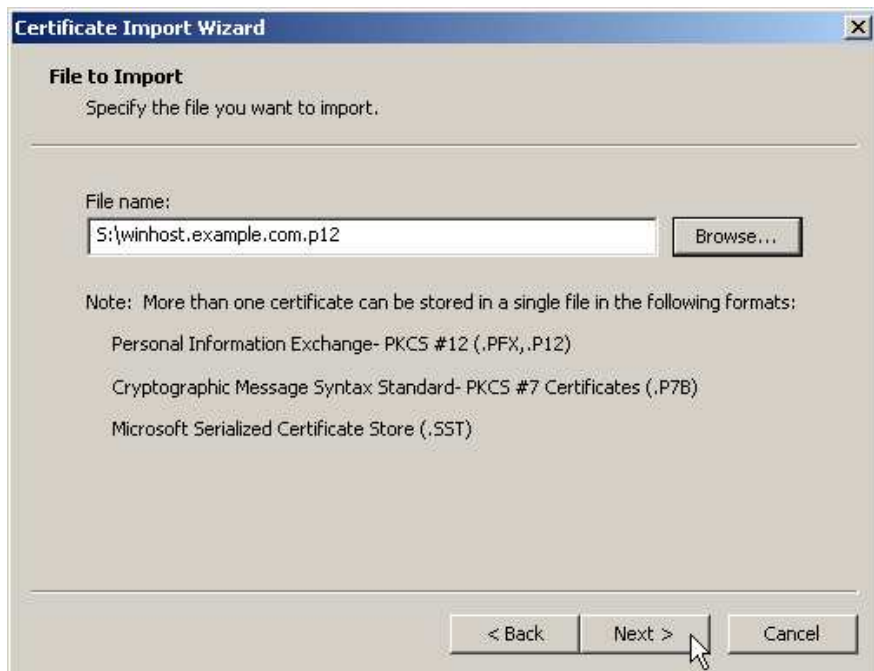 Certificate Import Wizard
File to Import
Specify the file you want to import.
File name:
S:\winhost.example.com.p12
Browse...
Note: More than one certificate can be stored in a single file in the following formats:
Personal Information Exchange- PKCS #12 (.PFX,.P12)
Cryptographic Message Syntax Standard- PKCS #7 Certificates (.P7B)
Microsoft Serialized Certificate Store (.SST)
< Back
Next >
Cancel